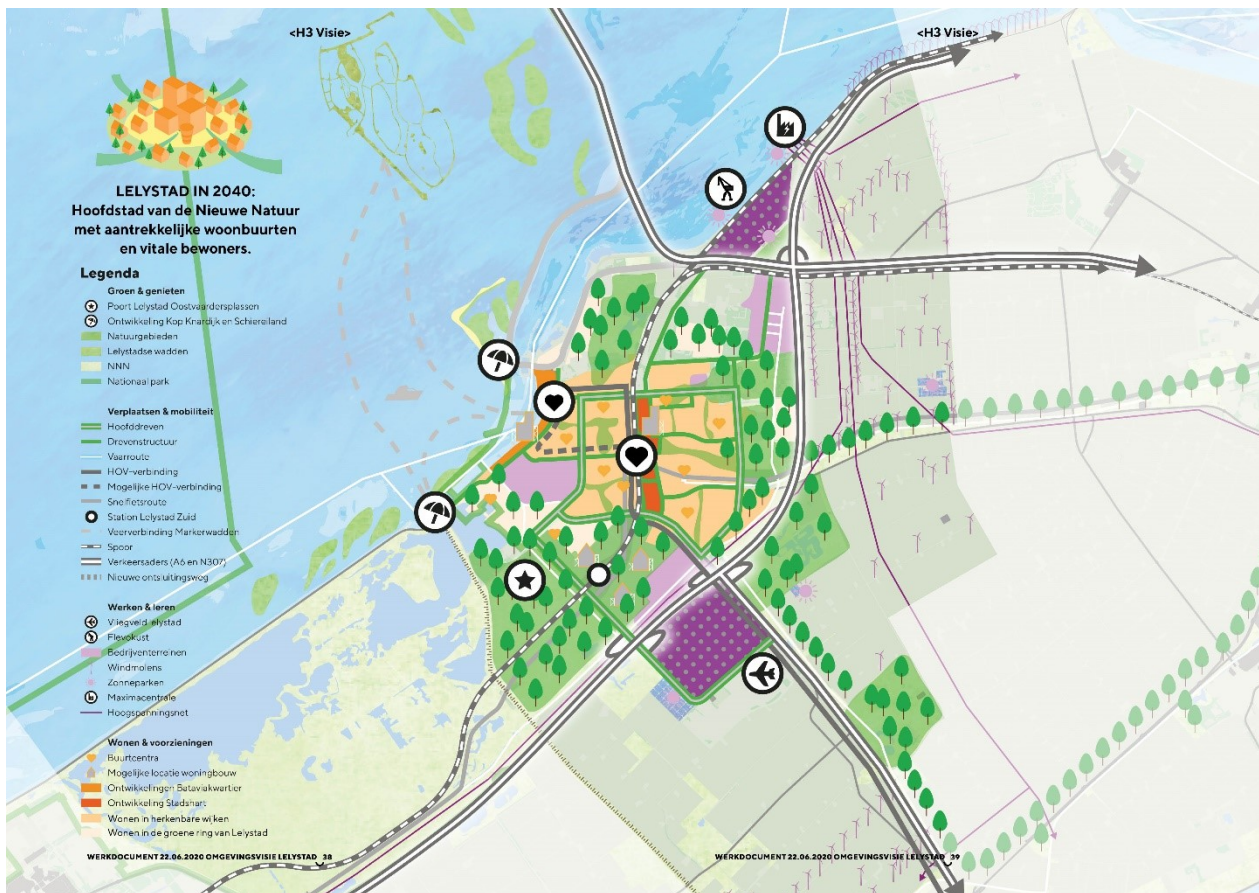 <H3 Visie>
<H3 Visie>
LELYSTAD IN 2040:
Hoofdstad van de Nieuwe Natuur
met aantrekkelijke woonbuurten
en vitale bewoners.
Legenda
Groen & genieten
Poort Lelystad Oostvaardersplassen
Ontwikkeling Kop Knardijk en Schiereiland
Natuurgebieden
Lelystadse wadden
NNN
Nationaal park
Verplaatsen & mobiliteit
Hoofddreven
Drevenstructuur
Vaarroute
HOV-verbinding
Mogelijke HOV-verbinding
Snelfietsroute
Station Lelystad Zuid
Veerverbinding Markerwadden
Spoor
Verkeersaders (A6 en N307)
Nieuwe ontsluitingsweg
Werken & leren
Vliegveld lelystad
Flevokust
Bedrijventerreinen
Windmolens
Zonneparken
Maximacentrale
Hoogspanningsnet
Wonen & voorzieningen
Buurtcentra
Mogelijke locatie woningbouw
Ontwikkelingen Bataviakwartier
Ontwikkeling Stadshart
Wonen in herkenbare wijken
Wonen in de groene ring van Lelystad
WERKDOCUMENT 22.06.2020 OMGEVINGSVISIE LELYSTAD 38
WERKDOCUMENT 22.06.2020 OMGEVINGSVISIE LELYSTAD 39